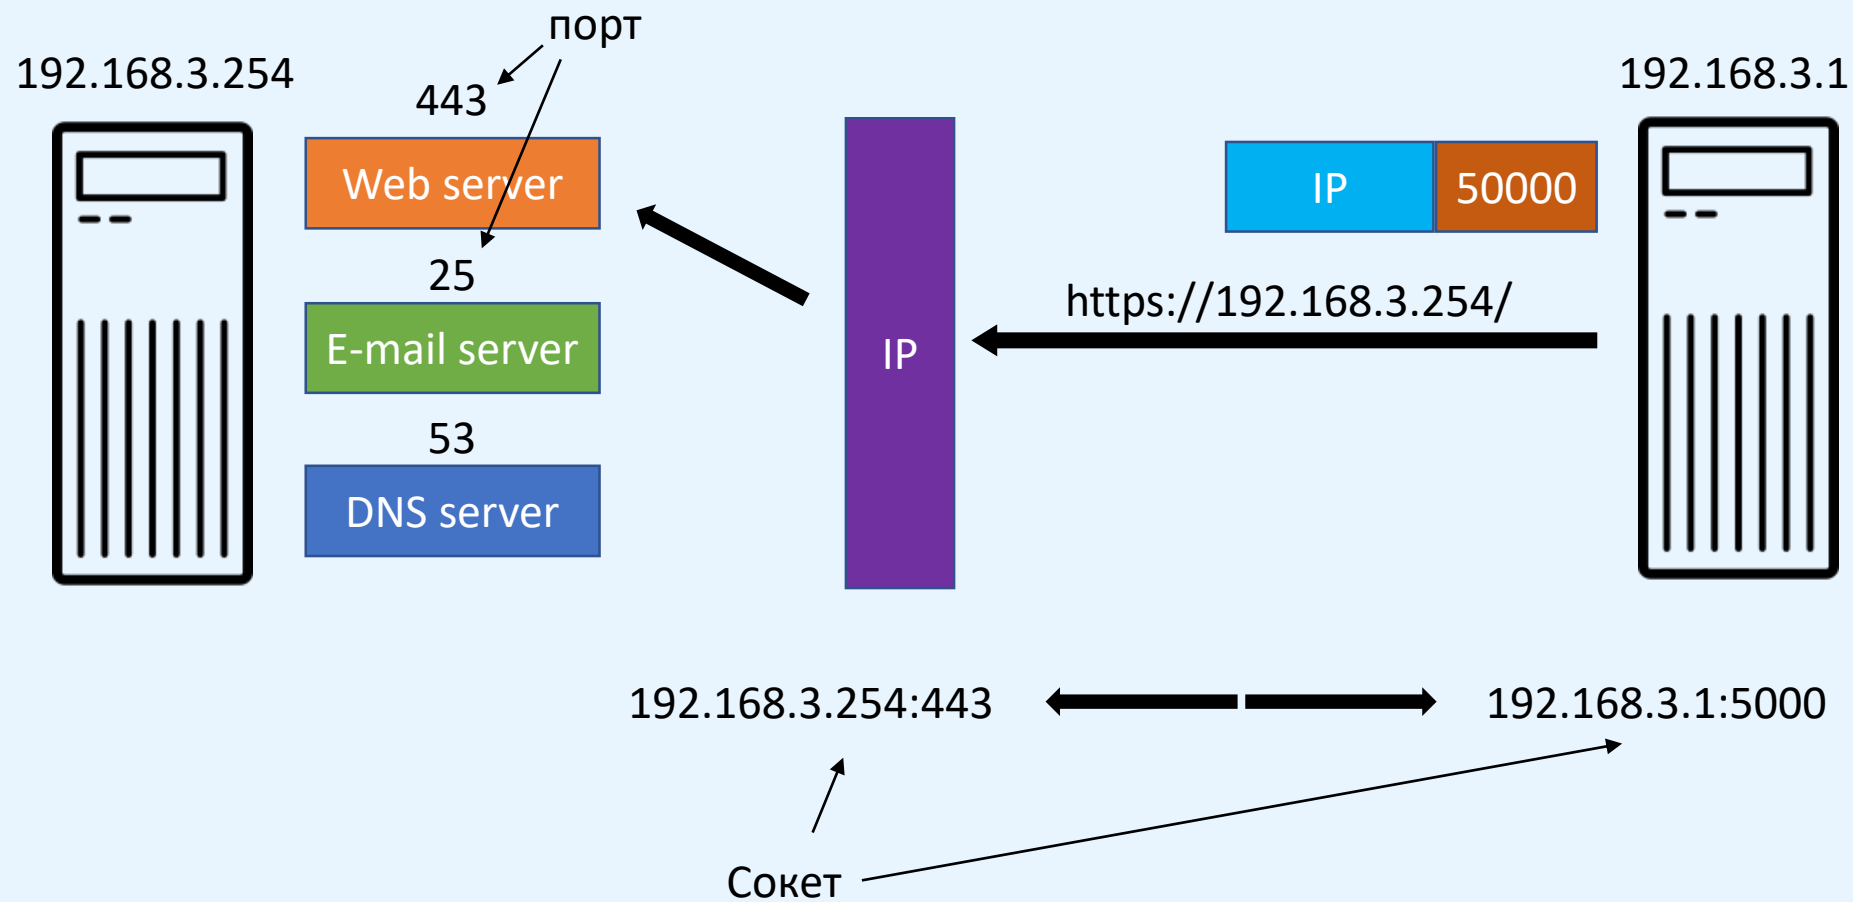 порт
192.168.3.254
443
192.168.3.1
Web server
IP
50000
25
https://192.168.3.254/
E-mail server
IP
53
DNS server
192.168.3.254:443
192.168.3.1:5000
Сокет